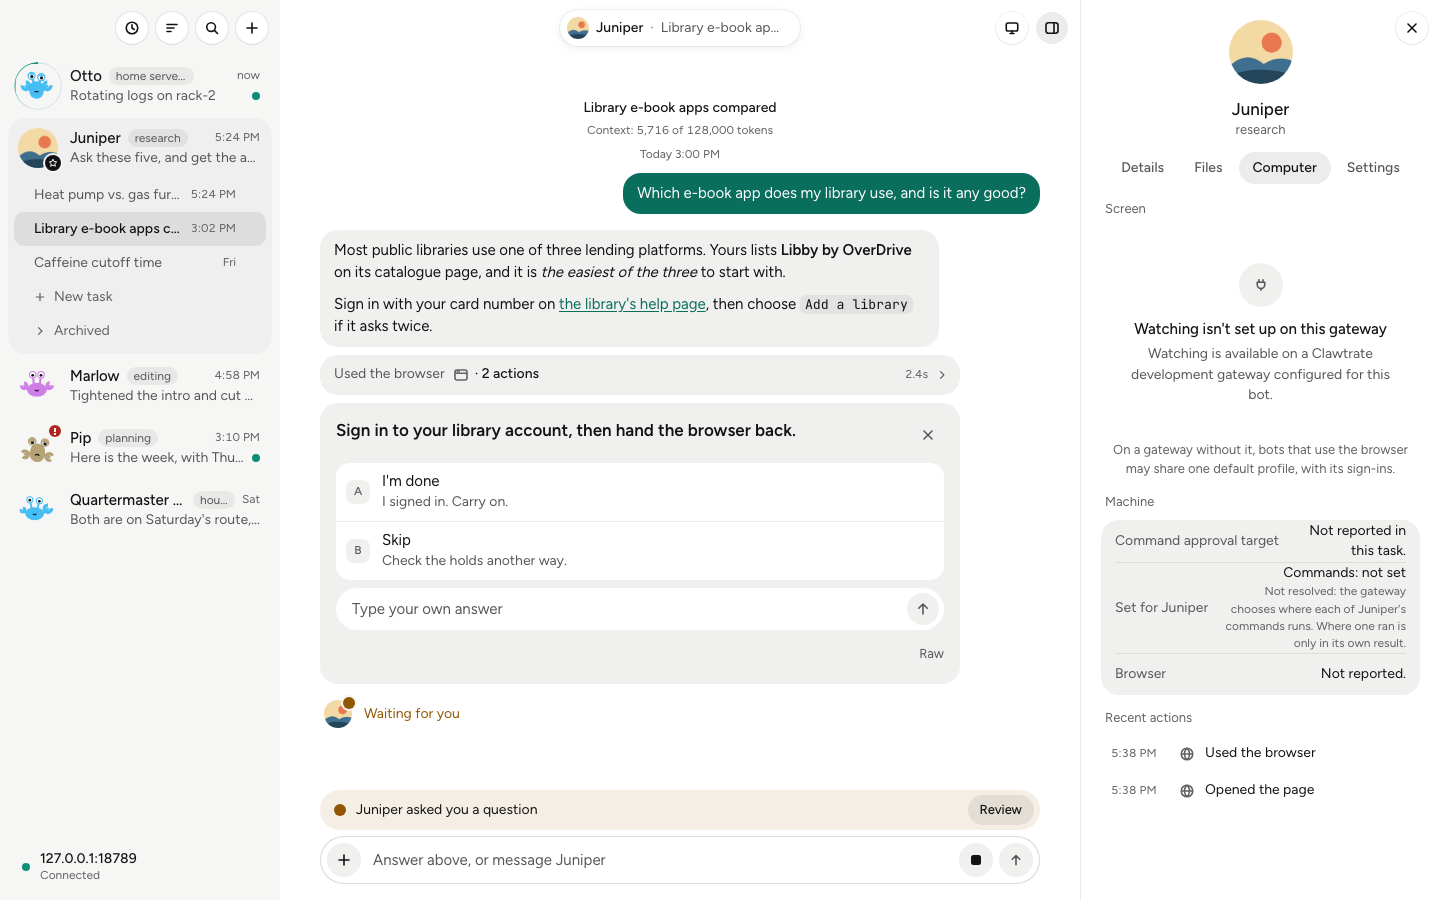 Otto
home serve...
now
Rotating logs on rack-2
Juniper
research
5:24 PM
Ask these five, and get the a...
Heat pump vs. gas fur...
5:24 PM
Library e-book apps c...
3:02 PM
Caffeine cutoff time
Fri
New task
Archived
Marlow
editing
4:58 PM
Tightened the intro and cut ...
Pip
planning
3:10 PM
Here is the week, with Thu...
Quartermaster ...
hou...
Sat
Both are on Saturday's route,...
127.0.0.1:18789
Connected
Juniper · Library e-book ap...
Library e-book apps compared
Context: 5,716 of 128,000 tokens
Today 3:00 PM
Which e-book app does my library use, and is it any good?
Most public libraries use one of three lending platforms. Yours lists Libby by OverDrive
on its catalogue page, and it is the easiest of the three to start with.
Sign in with your card number on the library's help page, then choose Add a library
if it asks twice.
Used the browser · 2 actions
2.4s
Sign in to your library account, then hand the browser back.
A
I'm done
I signed in. Carry on.
B
Skip
Check the holds another way.
Type your own answer
Raw
Waiting for you
Juniper asked you a question
Review
Answer above, or message Juniper
Juniper
research
Details
Files
Computer
Settings
Screen
Watching isn't set up on this gateway
Watching is available on a Clawtrate
development gateway configured for this
bot.
On a gateway without it, bots that use the browser
may share one default profile, with its sign-ins.
Machine
Command approval target
Not reported in
this task.
Set for Juniper
Commands: not set
Not resolved: the gateway
chooses where each of Juniper's
commands runs. Where one ran is
only in its own result.
Browser
Not reported.
Recent actions
5:38 PM
Used the browser
5:38 PM
Opened the page